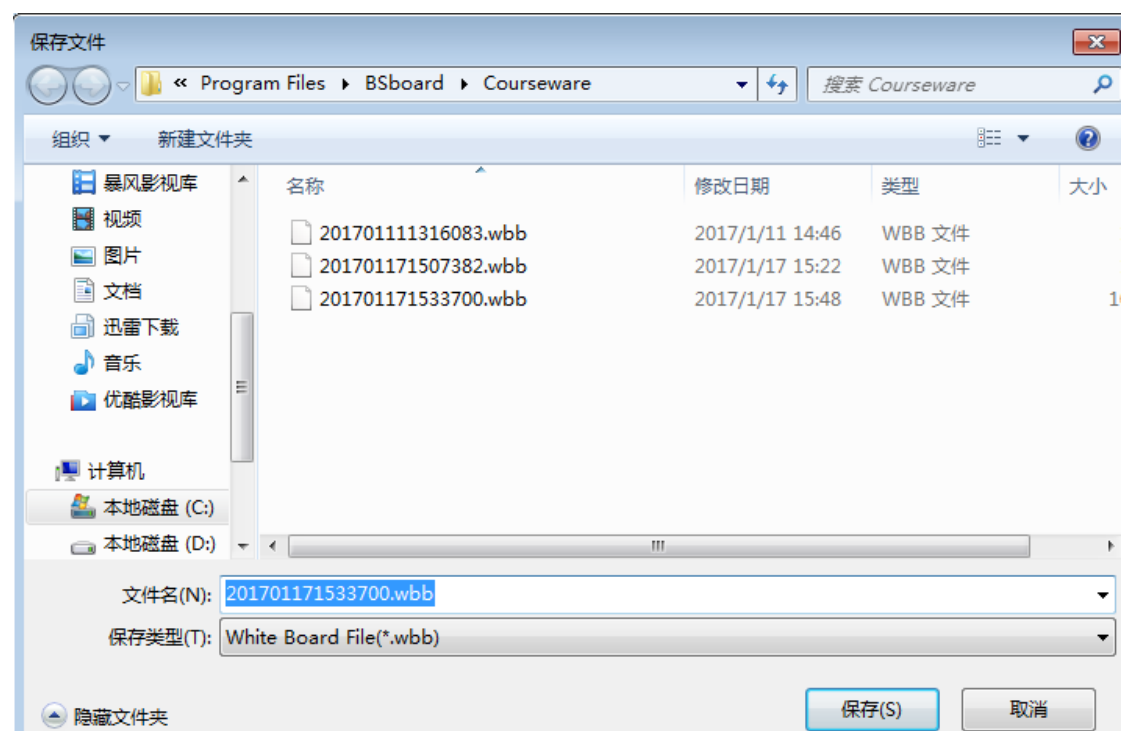 保存文件
« Program Files ▸ BSboard ▸ Courseware
搜索 Courseware
组织 新建文件夹
名称 修改日期 类型 大小
暴风影视库
视频
图片
文档
迅雷下载
音乐
优酷影视库
计算机
本地磁盘 (C:)
本地磁盘 (D:)
201701111316083.wbb 2017/1/11 14:46 WBB 文件
201701171507382.wbb 2017/1/17 15:22 WBB 文件
201701171533700.wbb 2017/1/17 15:48 WBB 文件
文件名(N): 201701171533700.wbb
保存类型(T): White Board File(*.wbb)
隐藏文件夹 保存(S) 取消